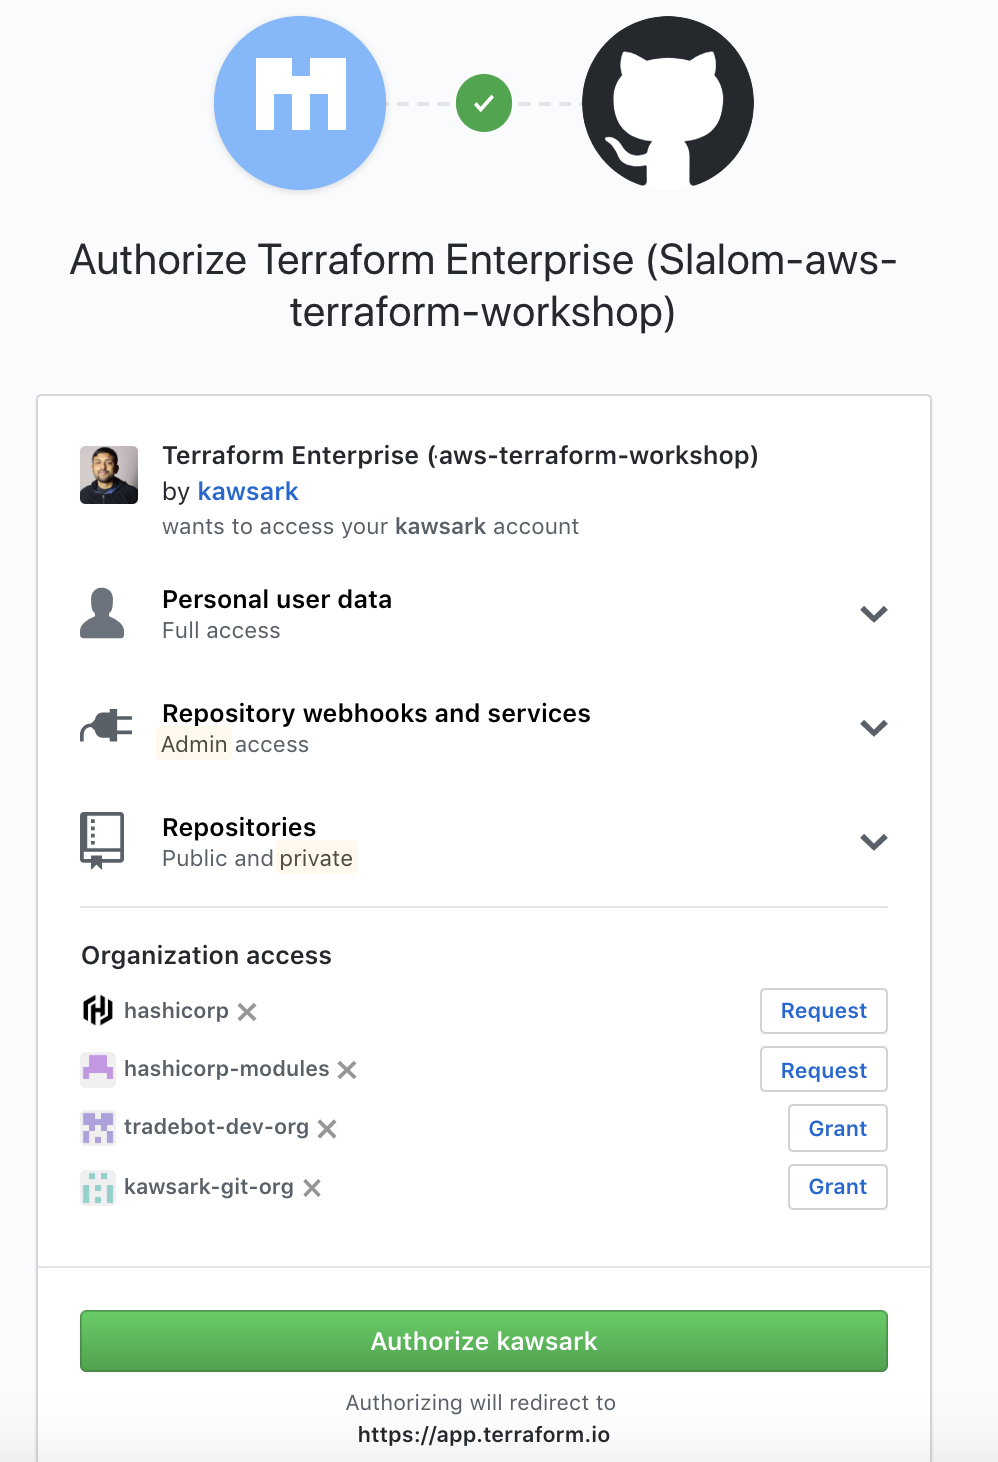 Authorize Terraform Enterprise (Slalom-aws-
terraform-workshop)
Terraform Enterprise (-aws-terraform-workshop)
by kawsark
wants to access your kawsark account
Personal user data
Full access
Repository webhooks and services
Admin access
Repositories
Public and private
Organization access
hashicorp Request
hashicorp-modules Request
tradebot-dev-org Grant
kawsark-git-org Grant
Authorize kawsark
Authorizing will redirect to
https://app.terraform.io